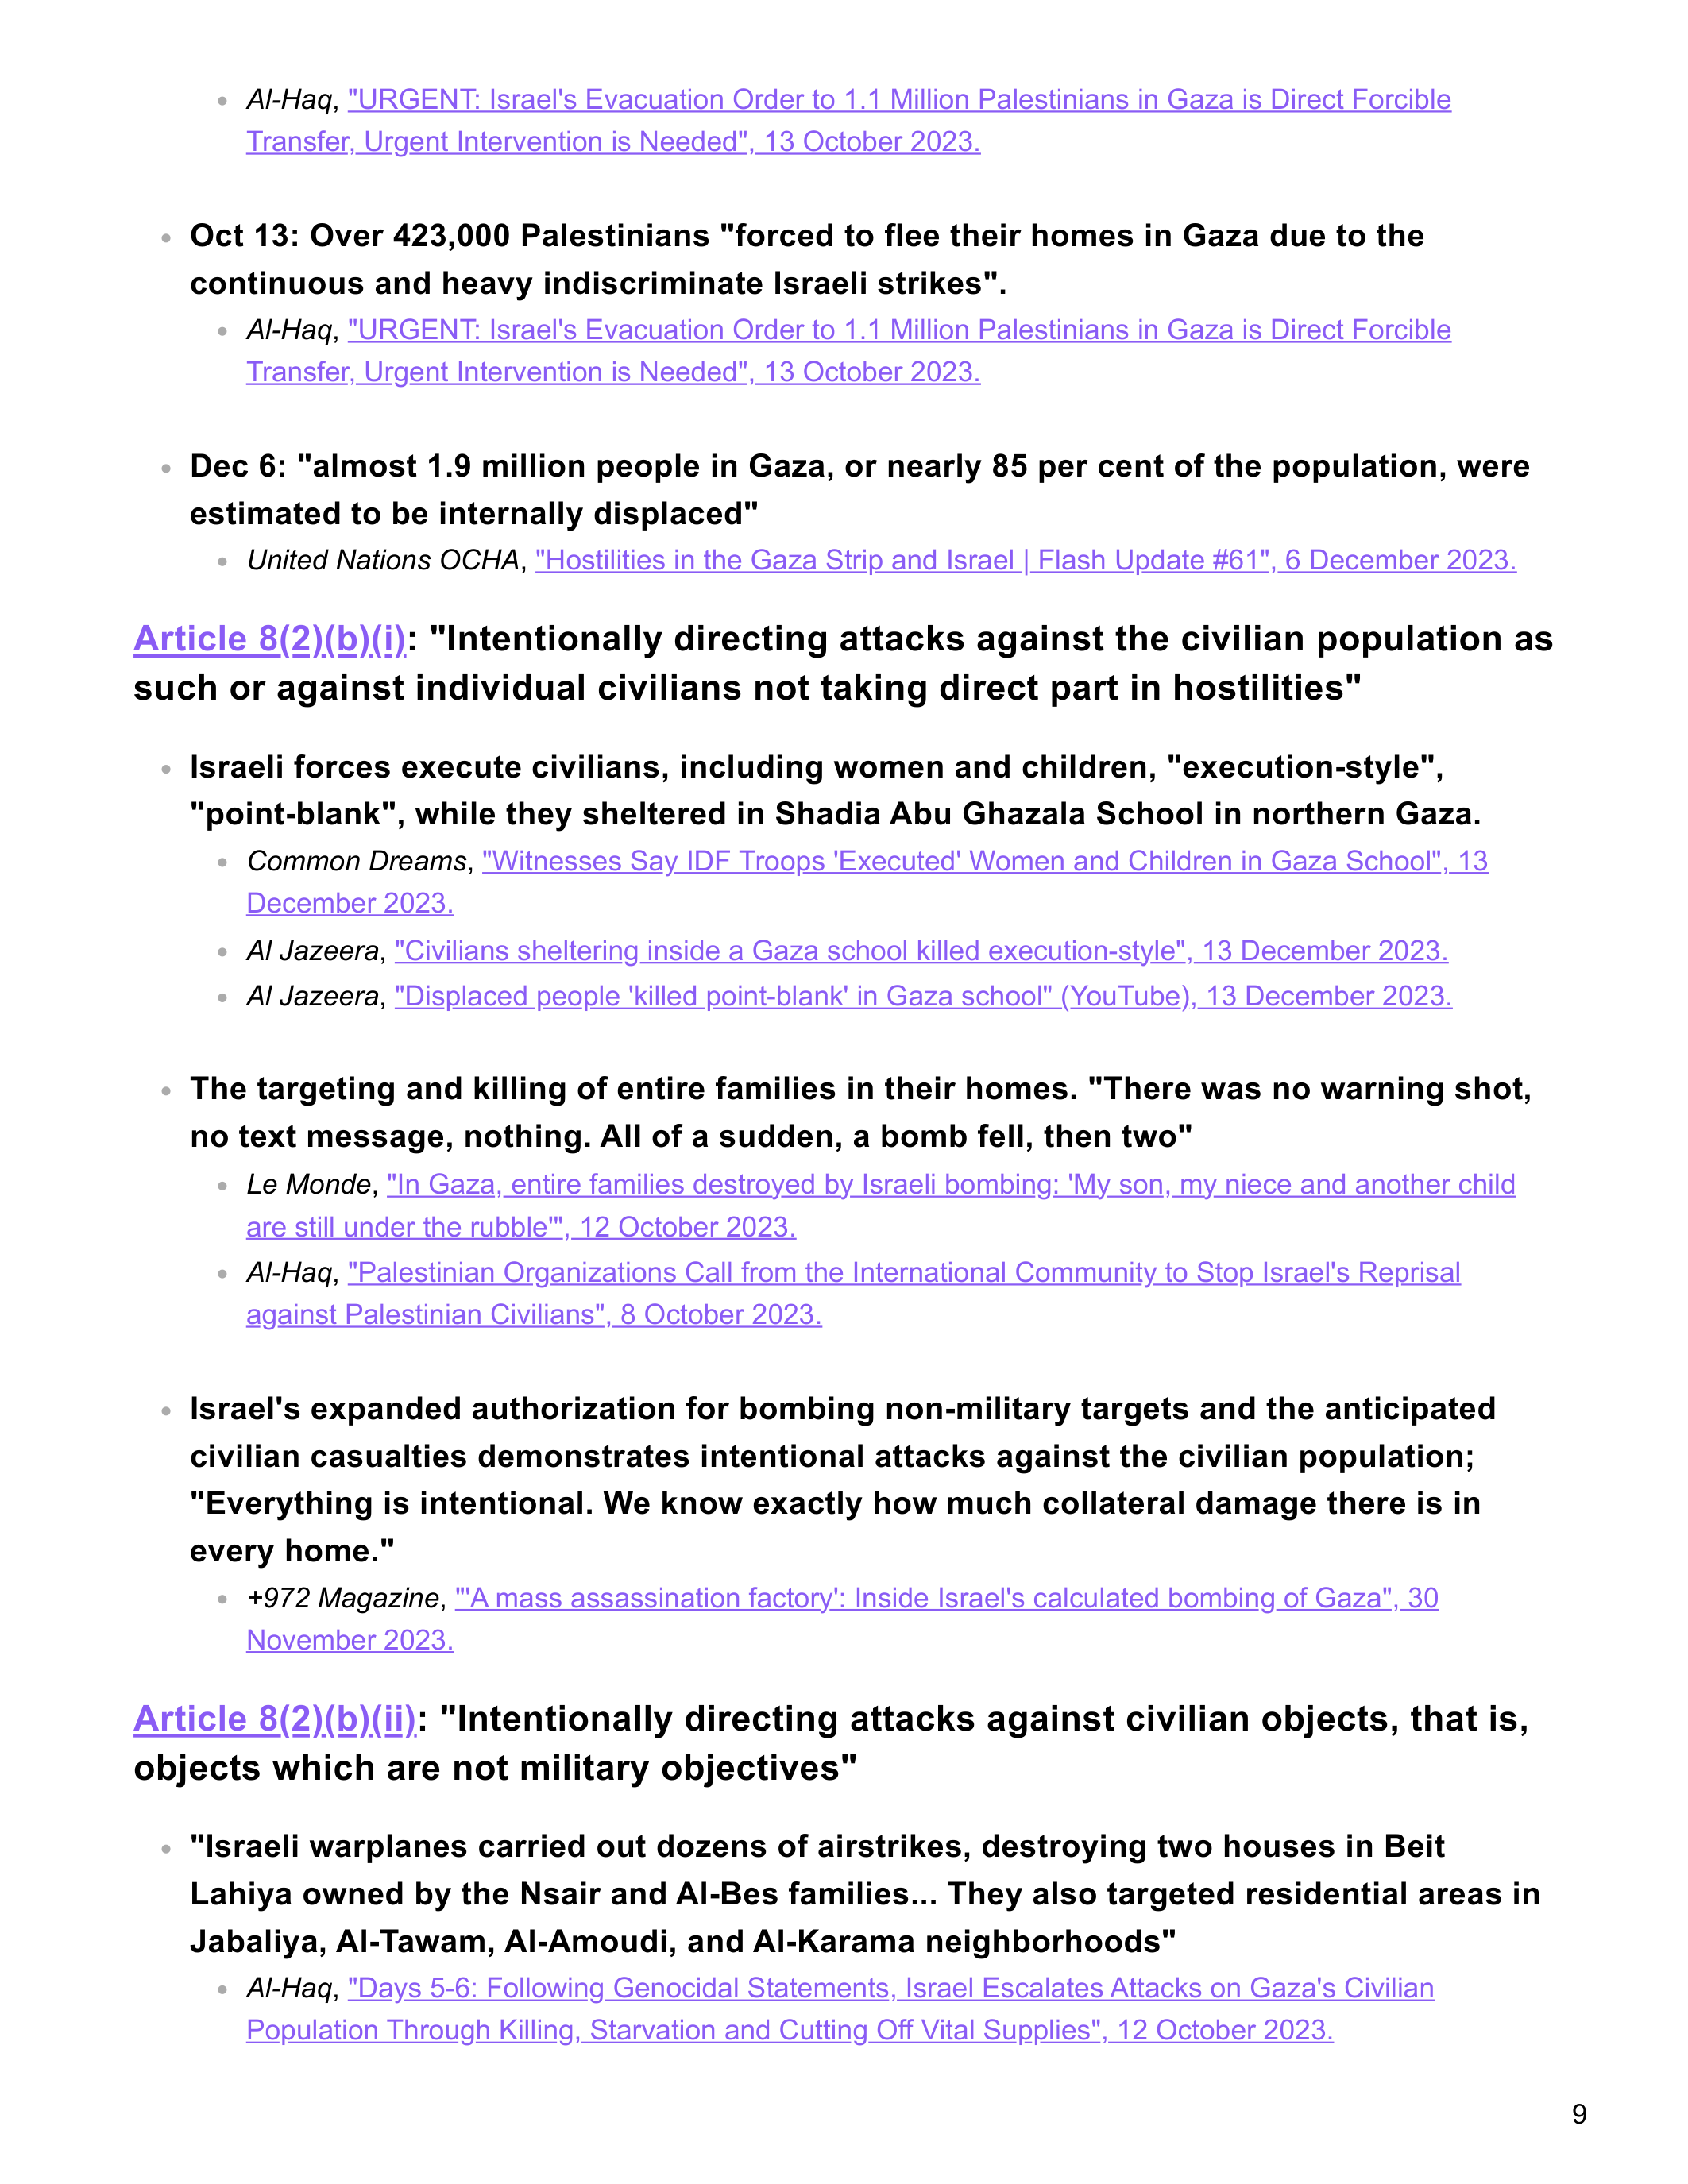 Al-Haq, "URGENT: Israel's Evacuation Order to 1.1 Million Palestinians in Gaza is Direct Forcible
Transfer, Urgent Intervention is Needed", 13 October 2023.
Oct 13: Over 423,000 Palestinians "forced to flee their homes in Gaza due to the
continuous and heavy indiscriminate Israeli strikes".
Al-Haq, "URGENT: Israel's Evacuation Order to 1.1 Million Palestinians in Gaza is Direct Forcible
Transfer, Urgent Intervention is Needed", 13 October 2023.
Dec 6: "almost 1.9 million people in Gaza, or nearly 85 per cent of the population, were
estimated to be internally displaced"
United Nations OCHA, "Hostilities in the Gaza Strip and Israel | Flash Update #61", 6 December 2023.
Article 8(2)(b)(i): "Intentionally directing attacks against the civilian population as
such or against individual civilians not taking direct part in hostilities"
Israeli forces execute civilians, including women and children, "execution-style",
"point-blank", while they sheltered in Shadia Abu Ghazala School in northern Gaza.
Common Dreams, "Witnesses Say IDF Troops 'Executed' Women and Children in Gaza School", 13
December 2023.
Al Jazeera, "Civilians sheltering inside a Gaza school killed execution-style", 13 December 2023.
Al Jazeera, "Displaced people 'killed point-blank' in Gaza school" (YouTube), 13 December 2023.
The targeting and killing of entire families in their homes. "There was no warning shot,
no text message, nothing. All of a sudden, a bomb fell, then two"
Le Monde, "In Gaza, entire families destroyed by Israeli bombing: 'My son, my niece and another child
are still under the rubble'", 12 October 2023.
Al-Haq, "Palestinian Organizations Call from the International Community to Stop Israel's Reprisal
against Palestinian Civilians", 8 October 2023.
Israel's expanded authorization for bombing non-military targets and the anticipated
civilian casualties demonstrates intentional attacks against the civilian population;
"Everything is intentional. We know exactly how much collateral damage there is in
every home."
+972 Magazine, "'A mass assassination factory': Inside Israel's calculated bombing of Gaza", 30
November 2023.
Article 8(2)(b)(ii): "Intentionally directing attacks against civilian objects, that is,
objects which are not military objectives"
"Israeli warplanes carried out dozens of airstrikes, destroying two houses in Beit
Lahiya owned by the Nsair and Al-Bes families... They also targeted residential areas in
Jabaliya, Al-Tawam, Al-Amoudi, and Al-Karama neighborhoods"
Al-Haq, "Days 5-6: Following Genocidal Statements, Israel Escalates Attacks on Gaza's Civilian
Population Through Killing, Starvation and Cutting Off Vital Supplies", 12 October 2023.
9